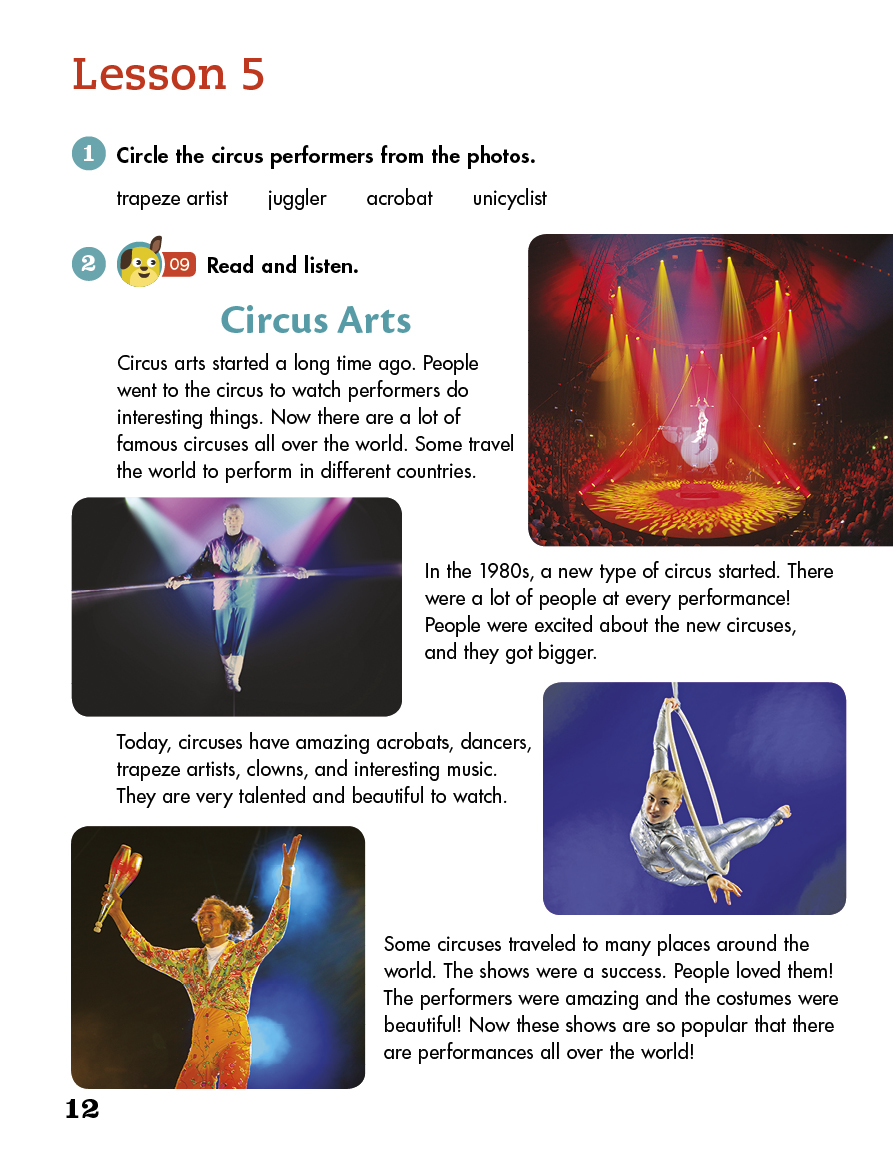 Lesson 5
1 Circle the circus performers from the photos.
trapeze artist juggler acrobat unicyclist
2 09 Read and listen.
Circus Arts
Circus arts started a long time ago. People
went to the circus to watch performers do
interesting things. Now there are a lot of
famous circuses all over the world. Some travel
the world to perform in different countries.
In the 1980s, a new type of circus started. There
were a lot of people at every performance!
People were excited about the new circuses,
and they got bigger.
Today, circuses have amazing acrobats, dancers,
trapeze artists, clowns, and interesting music.
They are very talented and beautiful to watch.
Some circuses traveled to many places around the
world. The shows were a success. People loved them!
The performers were amazing and the costumes were
beautiful! Now these shows are so popular that there
are performances all over the world!
12